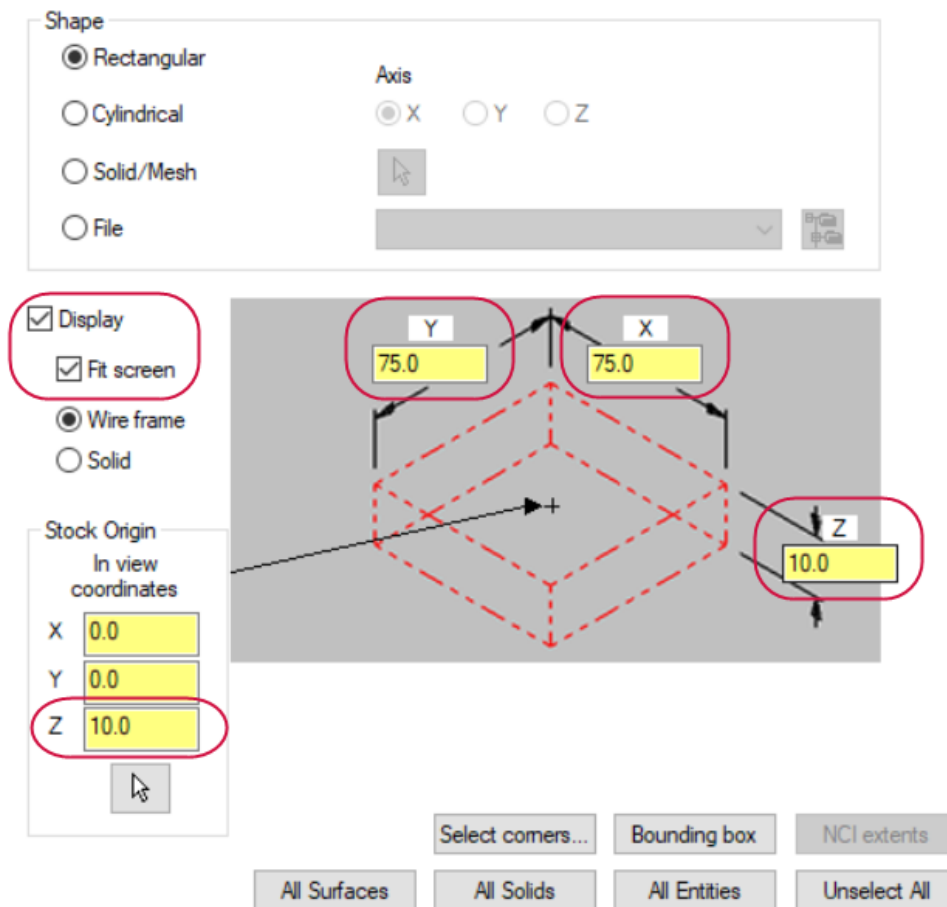 Shape
Rectangular
Axis
Cylindrical
X Y Z
Solid/Mesh
File
Display
Fit screen
Wire frame
Solid
Y X
75.0 75.0
Z
10.0
Stock Origin
In view
coordinates
X 0.0
Y 0.0
Z 10.0
Select corners... Bounding box NCI extents
All Surfaces All Solids All Entities Unselect All